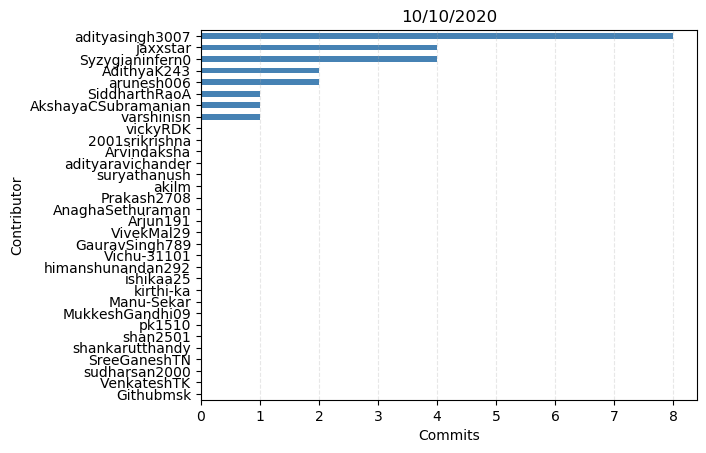 10/10/2020
Contributor
adityasingh3007
jaxxstar
Syzygianinfern0
AdithyaK243
arunesh006
SiddharthRaoA
AkshayaCSubramanian
varshinisn
vickyRDK
2001srikrishna
Arvindaksha
adityaravichander
suryathanush
akilm
Prakash2708
AnaghaSethuraman
Arjun191
VivekMal29
GauravSingh789
Vichu-31101
himanshunandan292
ishikaa25
kirthi-ka
Manu-Sekar
MukkeshGandhi09
pk1510
shan2501
shankarutthandy
SreeGaneshTN
sudharsan2000
VenkateshTK
Githubmsk
0 1 2 3 4 5 6 7 8
Commits